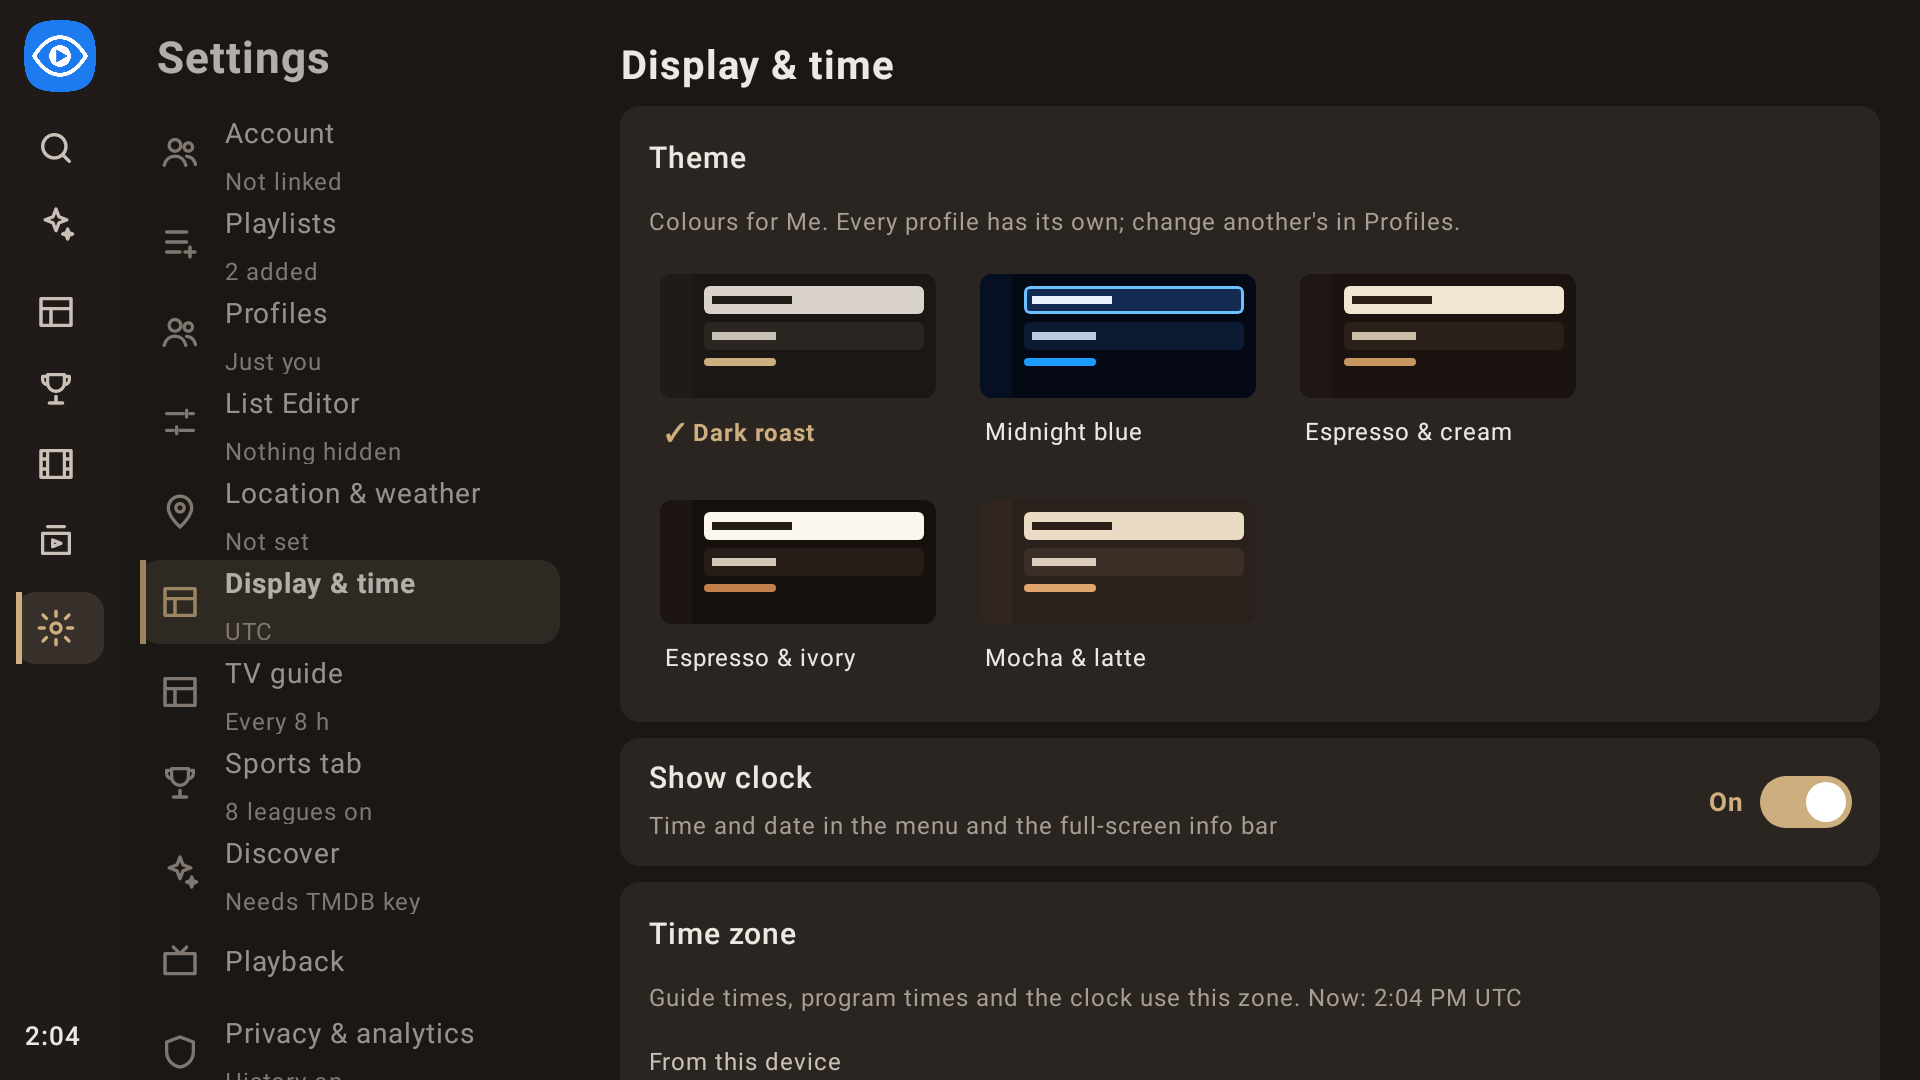 Settings
Account
Not linked
Playlists
2 added
Profiles
Just you
List Editor
Nothing hidden
Location & weather
Not set
Display & time
UTC
TV guide
Every 8 h
Sports tab
8 leagues on
Discover
Needs TMDB key
Playback
Privacy & analytics
History on
2:04
Display & time
Theme
Colours for Me. Every profile has its own; change another's in Profiles.
✓ Dark roast
Midnight blue
Espresso & cream
Espresso & ivory
Mocha & latte
Show clock
Time and date in the menu and the full-screen info bar
On
Time zone
Guide times, program times and the clock use this zone. Now: 2:04 PM UTC
From this device